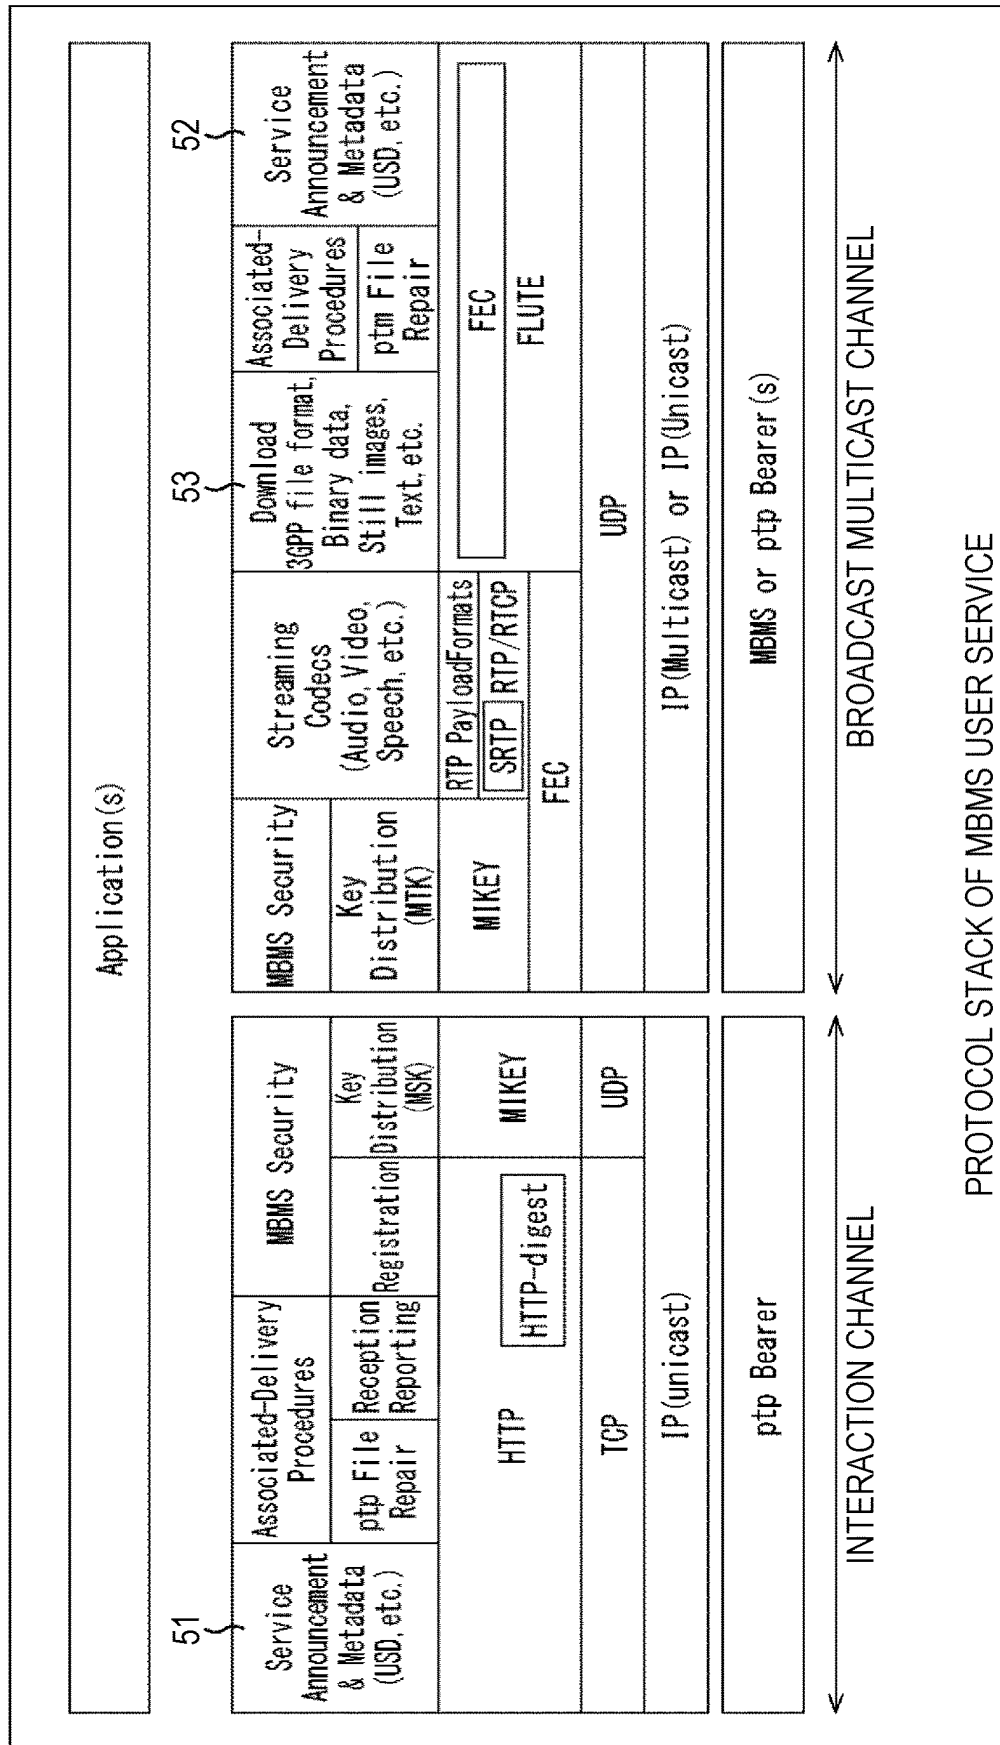 Application(s)
51
52
53
Service
Announcement
& Metadata
(USD, etc.)
Associated-Delivery
Procedures
ptp File
Repair
Reception
Reporting
MBMS Security
Registration
Key
Distribution
(MSK)
HTTP
HTTP-digest
MIKEY
TCP
UDP
IP(unicast)
ptp Bearer
INTERACTION CHANNEL
MBMS Security
Key
Distribution
(MTK)
MIKEY
Streaming
Codecs
(Audio, Video,
Speech, etc.)
RTP PayloadFormats
SRTP
RTP/RTCP
FEC
Download
3GPP file format,
Binary data,
Still images,
Text, etc.
Associated-
Delivery
Procedures
ptm File
Repair
Service
Announcement
& Metadata
(USD, etc.)
FEC
FLUTE
UDP
IP(Multicast) or IP(Unicast)
MBMS or ptp Bearer(s)
BROADCAST MULTICAST CHANNEL
PROTOCOL STACK OF MBMS USER SERVICE